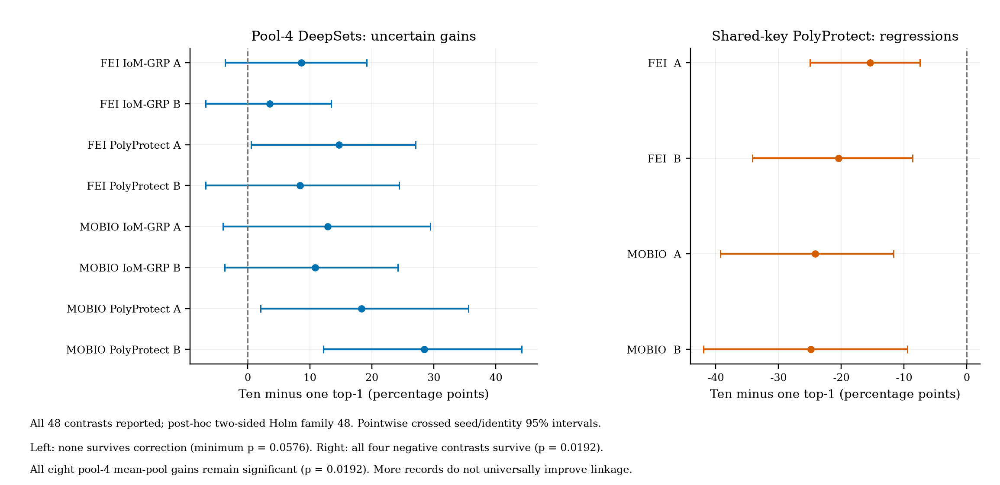 Pool-4 DeepSets: uncertain gains
FEI IoM-GRP A
FEI IoM-GRP B
FEI PolyProtect A
FEI PolyProtect B
MOBIO IoM-GRP A
MOBIO IoM-GRP B
MOBIO PolyProtect A
MOBIO PolyProtect B
0 10 20 30 40
Ten minus one top-1 (percentage points)
Shared-key PolyProtect: regressions
FEI A
FEI B
MOBIO A
MOBIO B
-40 -30 -20 -10 0
Ten minus one top-1 (percentage points)
All 48 contrasts reported; post-hoc two-sided Holm family 48. Pointwise crossed seed/identity 95% intervals.
Left: none survives correction (minimum p = 0.0576). Right: all four negative contrasts survive (p = 0.0192).
All eight pool-4 mean-pool gains remain significant (p = 0.0192). More records do not universally improve linkage.